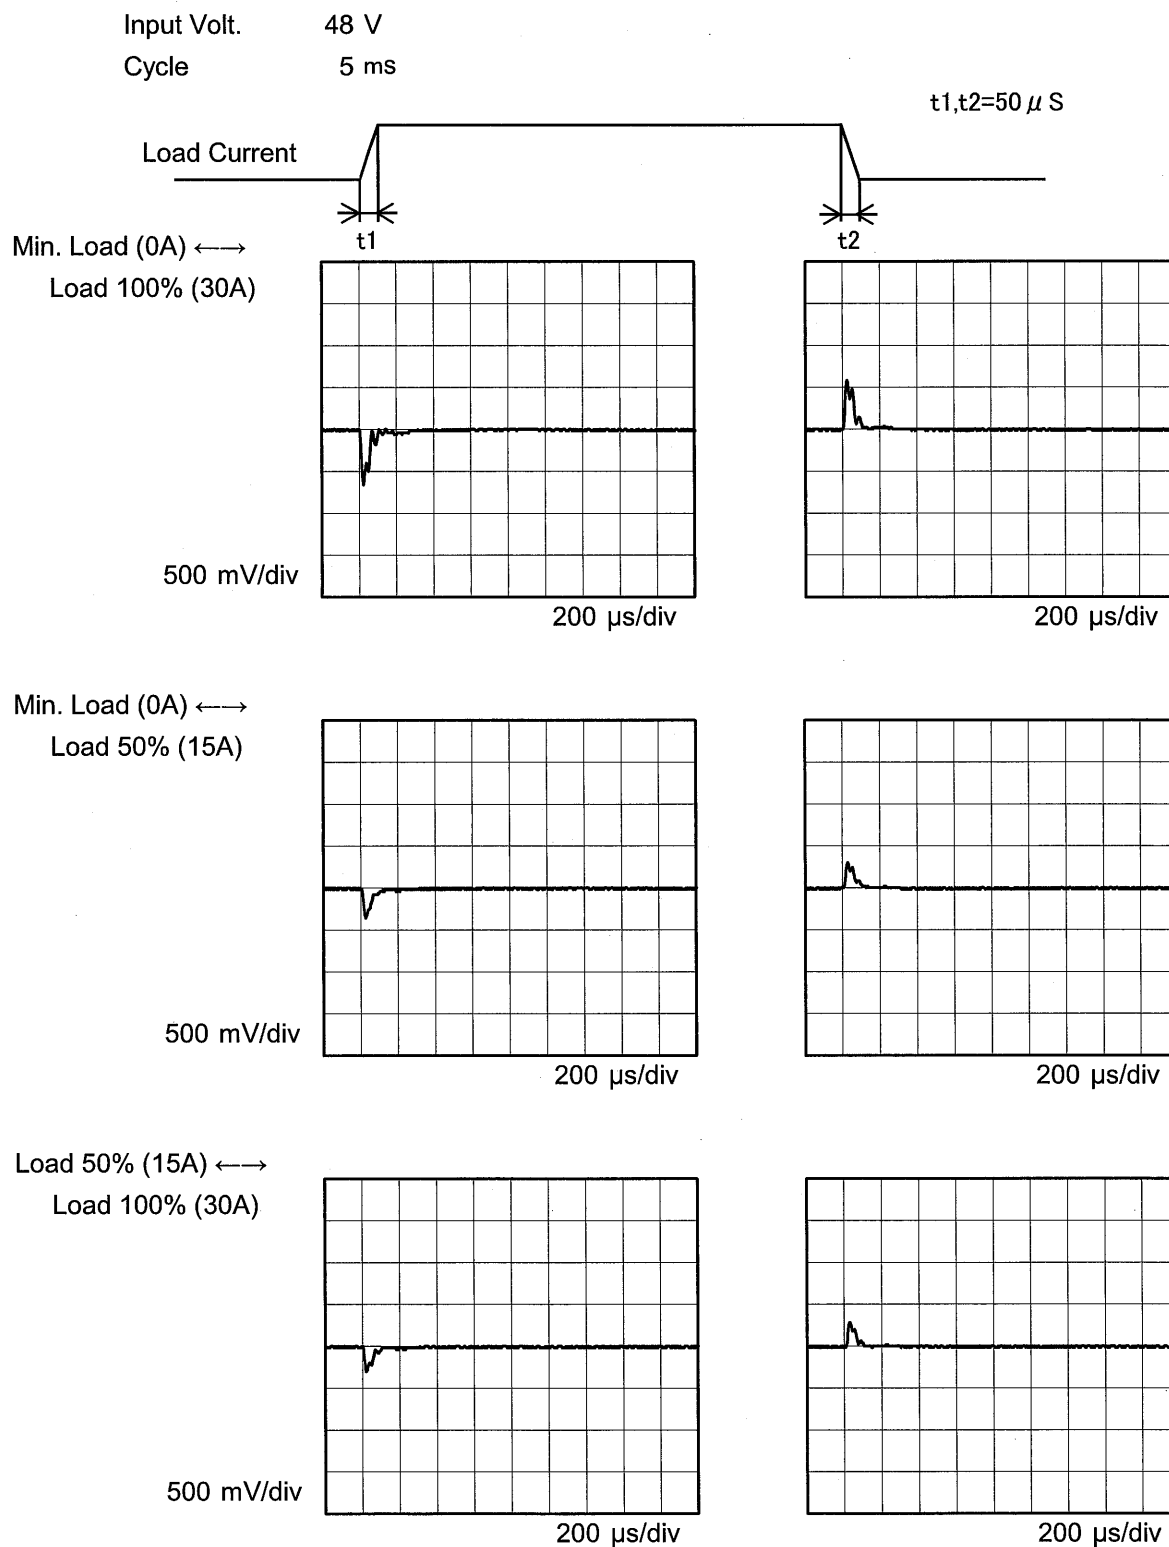 Input Volt. 48 V
Cycle 5 ms
t1,t2=50 μ S
Load Current
t1 t2
Min. Load (0A) ←→
Load 100% (30A)
500 mV/div
200 µs/div 200 µs/div
Min. Load (0A) ←→
Load 50% (15A)
500 mV/div
200 µs/div 200 µs/div
Load 50% (15A) ←→
Load 100% (30A)
500 mV/div
200 µs/div 200 µs/div